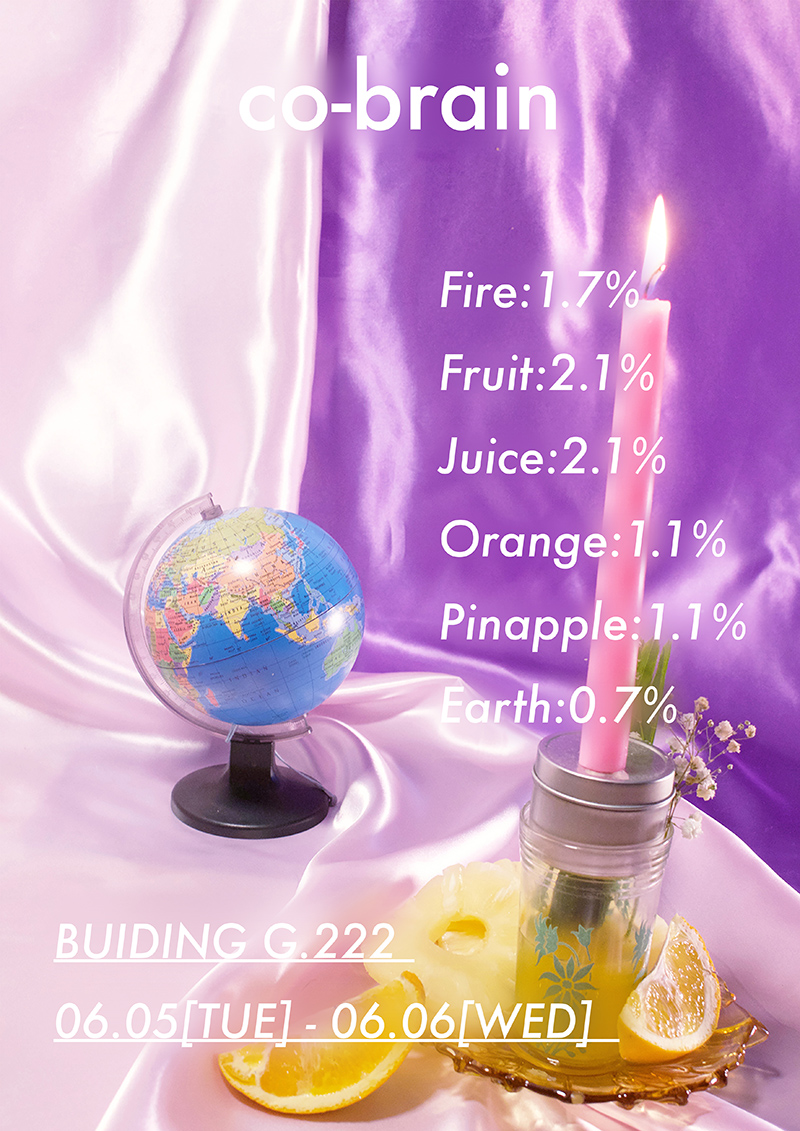 co-brain
Fire:1.7%
Fruit:2.1%
Juice:2.1%
Orange:1.1%
Pinapple:1.1%
Earth:0.7%
BUIDING G.222
06.05[TUE] - 06.06[WED]